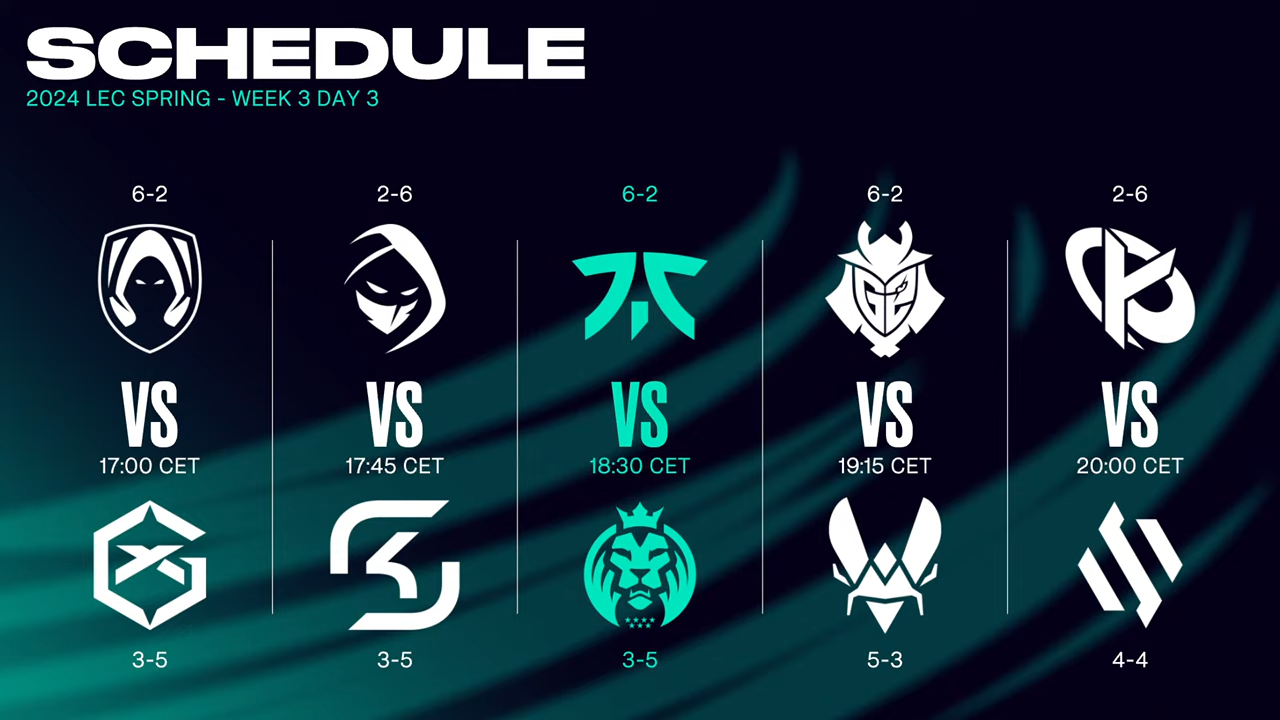 SCHEDULE
2024 LEC SPRING - WEEK 3 DAY 3
6-2
2-6
6-2
6-2
2-6
G2
VS
VS
VS
VS
VS
17:00 CET
17:45 CET
18:30 CET
19:15 CET
20:00 CET
3-5
3-5
3-5
5-3
4-4